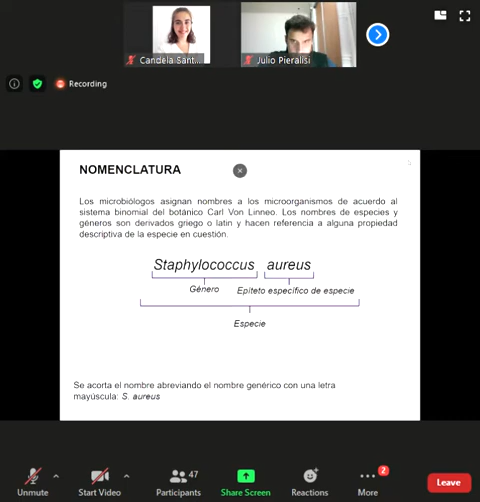 Candela Sant...
Julio Pieralisi
Recording
NOMENCLATURA
Los microbiólogos asignan nombres a los microorganismos de acuerdo al
sistema binomial del botánico Carl Von Linneo. Los nombres de especies y
géneros son derivados griego o latin y hacen referencia a alguna propiedad
descriptiva de la especie en cuestión.
Staphylococcus aureus
Género Epíteto específico de especie
Especie
Se acorta el nombre abreviando el nombre genérico con una letra
mayúscula: S. aureus
47
2
Unmute
Start Video
Participants
Share Screen
Reactions
More
Leave